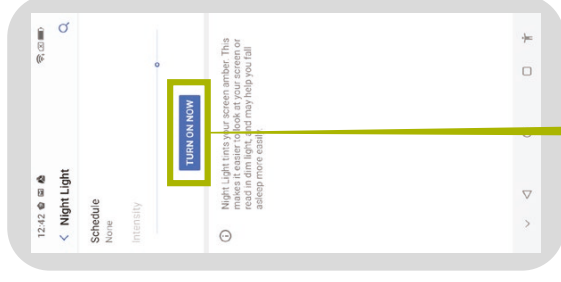 12:42
Night Light
Schedule
None
Intensity
TURN ON NOW
Night Light tints your screen amber. This
makes it easier to look at your screen or
read in dim light, and may help you fall
asleep more easily.